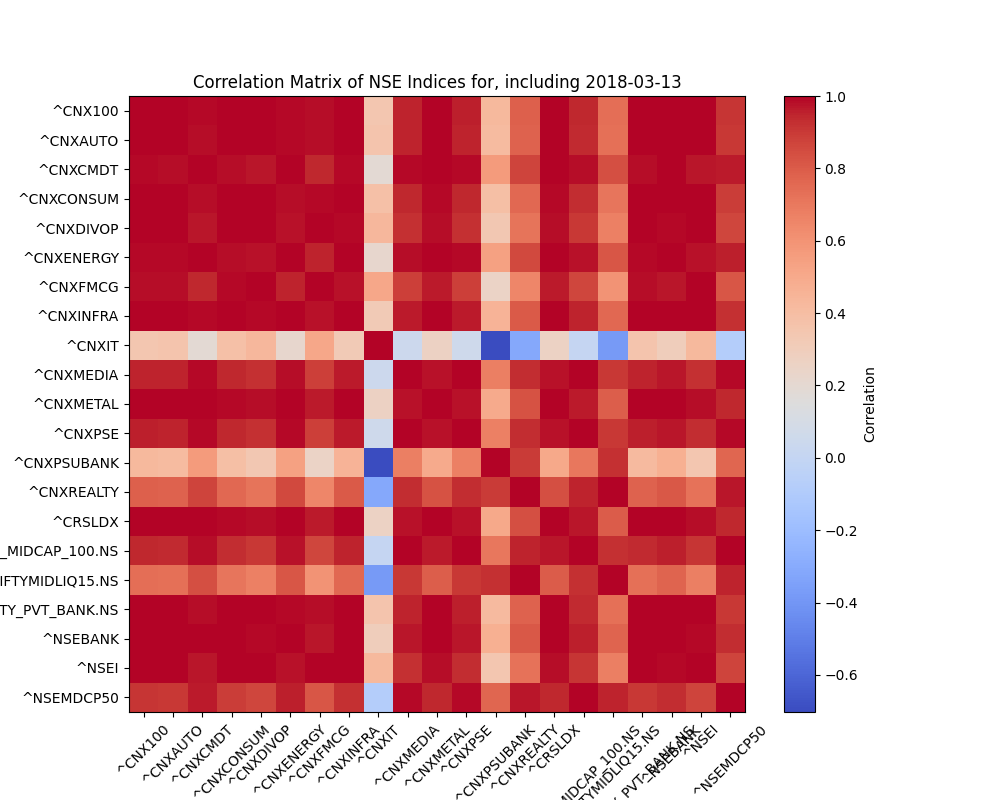 Correlation Matrix of NSE Indices for, including 2018-03-13
^CNX100
^CNXAUTO
^CNXCMDT
^CNXCONSUM
^CNXDIVOP
^CNXENERGY
^CNXFMCG
^CNXINFRA
^CNXIT
^CNXMEDIA
^CNXMETAL
^CNXPSE
^CNXPSUBANK
^CNXREALTY
^CRSLDX
_MIDCAP_100.NS
IFTYMIDLIQ15.NS
TY_PVT_BANK.NS
^NSEBANK
^NSEI
^NSEMDCP50
^CNX100
^CNXAUTO
^CNXCMDT
^CNXCONSUM
^CNXDIVOP
^CNXENERGY
^CNXFMCG
^CNXINFRA
^CNXIT
^CNXMEDIA
^CNXMETAL
^CNXPSE
^CNXPSUBANK
^CNXREALTY
^CRSLDX
MIDCAP_100.NS
TYMIDLIQ15.NS
PVT_BANK.NS
^NSEBANK
^NSEI
^NSEMDCP50
1.0
0.8
0.6
0.4
0.2
0.0
−0.2
−0.4
−0.6
Correlation